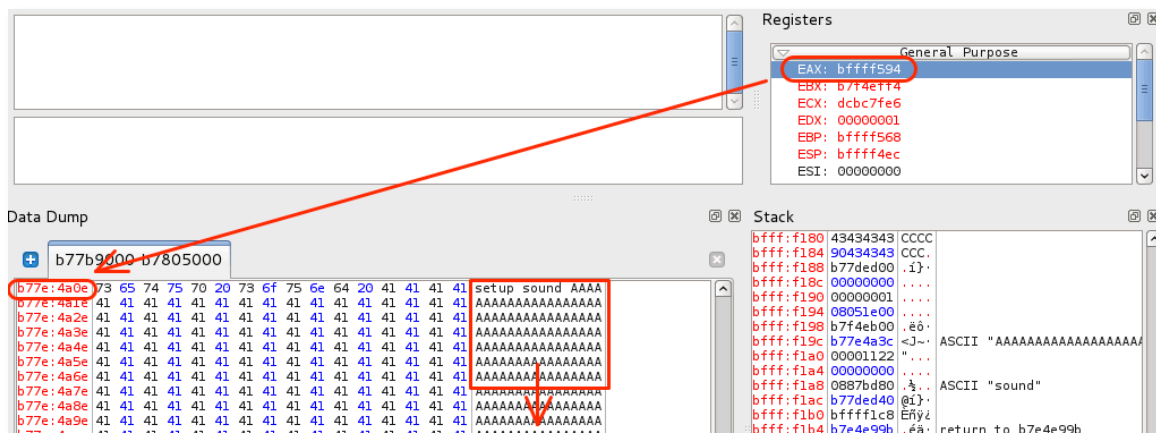 Registers
General Purpose
EAX: bffff594
EBX: b7f4eff4
ECX: dcbc7fe6
EDX: 00000001
EBP: bffff568
ESP: bffff4ec
ESI: 00000000
Data Dump
b77b9000-b7805000
b77e:4a0e 73 65 74 75 70 20 73 6f 75 6e 64 20 41 41 41 41 setup sound AAAA
b77e:4a1e 41 41 41 41 41 41 41 41 41 41 41 41 41 41 41 41 AAAAAAAAAAAAAAAA
b77e:4a2e 41 41 41 41 41 41 41 41 41 41 41 41 41 41 41 41 AAAAAAAAAAAAAAAA
b77e:4a3e 41 41 41 41 41 41 41 41 41 41 41 41 41 41 41 41 AAAAAAAAAAAAAAAA
b77e:4a4e 41 41 41 41 41 41 41 41 41 41 41 41 41 41 41 41 AAAAAAAAAAAAAAAA
b77e:4a5e 41 41 41 41 41 41 41 41 41 41 41 41 41 41 41 41 AAAAAAAAAAAAAAAA
b77e:4a6e 41 41 41 41 41 41 41 41 41 41 41 41 41 41 41 41 AAAAAAAAAAAAAAAA
b77e:4a7e 41 41 41 41 41 41 41 41 41 41 41 41 41 41 41 41 AAAAAAAAAAAAAAAA
b77e:4a8e 41 41 41 41 41 41 41 41 41 41 41 41 41 41 41 41 AAAAAAAAAAAAAAAA
b77e:4a9e 41 41 41 41 41 41 41 41 41 41 41 41 41 41 41 41 AAAAAAAAAAAAAAAA
Stack
bfff:f180 43434343 CCCC
bfff:f184 90434343 CCC.
bfff:f188 b77ded00 .í}·
bfff:f18c 00000000 ....
bfff:f190 00000001 ....
bfff:f194 08051e00 ....
bfff:f198 b7f4eb00 .ëô·
bfff:f19c b77e4a3c <J~· ASCII "AAAAAAAAAAAAAAAAAAA
bfff:f1a0 00001122 "...
bfff:f1a4 00000000 ....
bfff:f1a8 0887bd80 .½.. ASCII "sound"
bfff:f1ac b77ded40 @í}·
bfff:f1b0 bffff1c8 Èñÿ¿
bfff:f1b4 b7e4e99b .éä· return to b7e4e99b